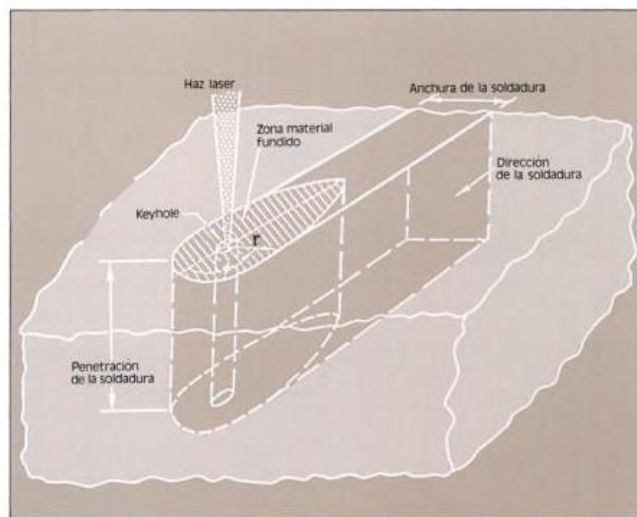 Haz laser
Anchura de la soldadura
Zona material
fundido
Dirección
de la soldadura
Keyhole
r
Penetración
de la soldadura